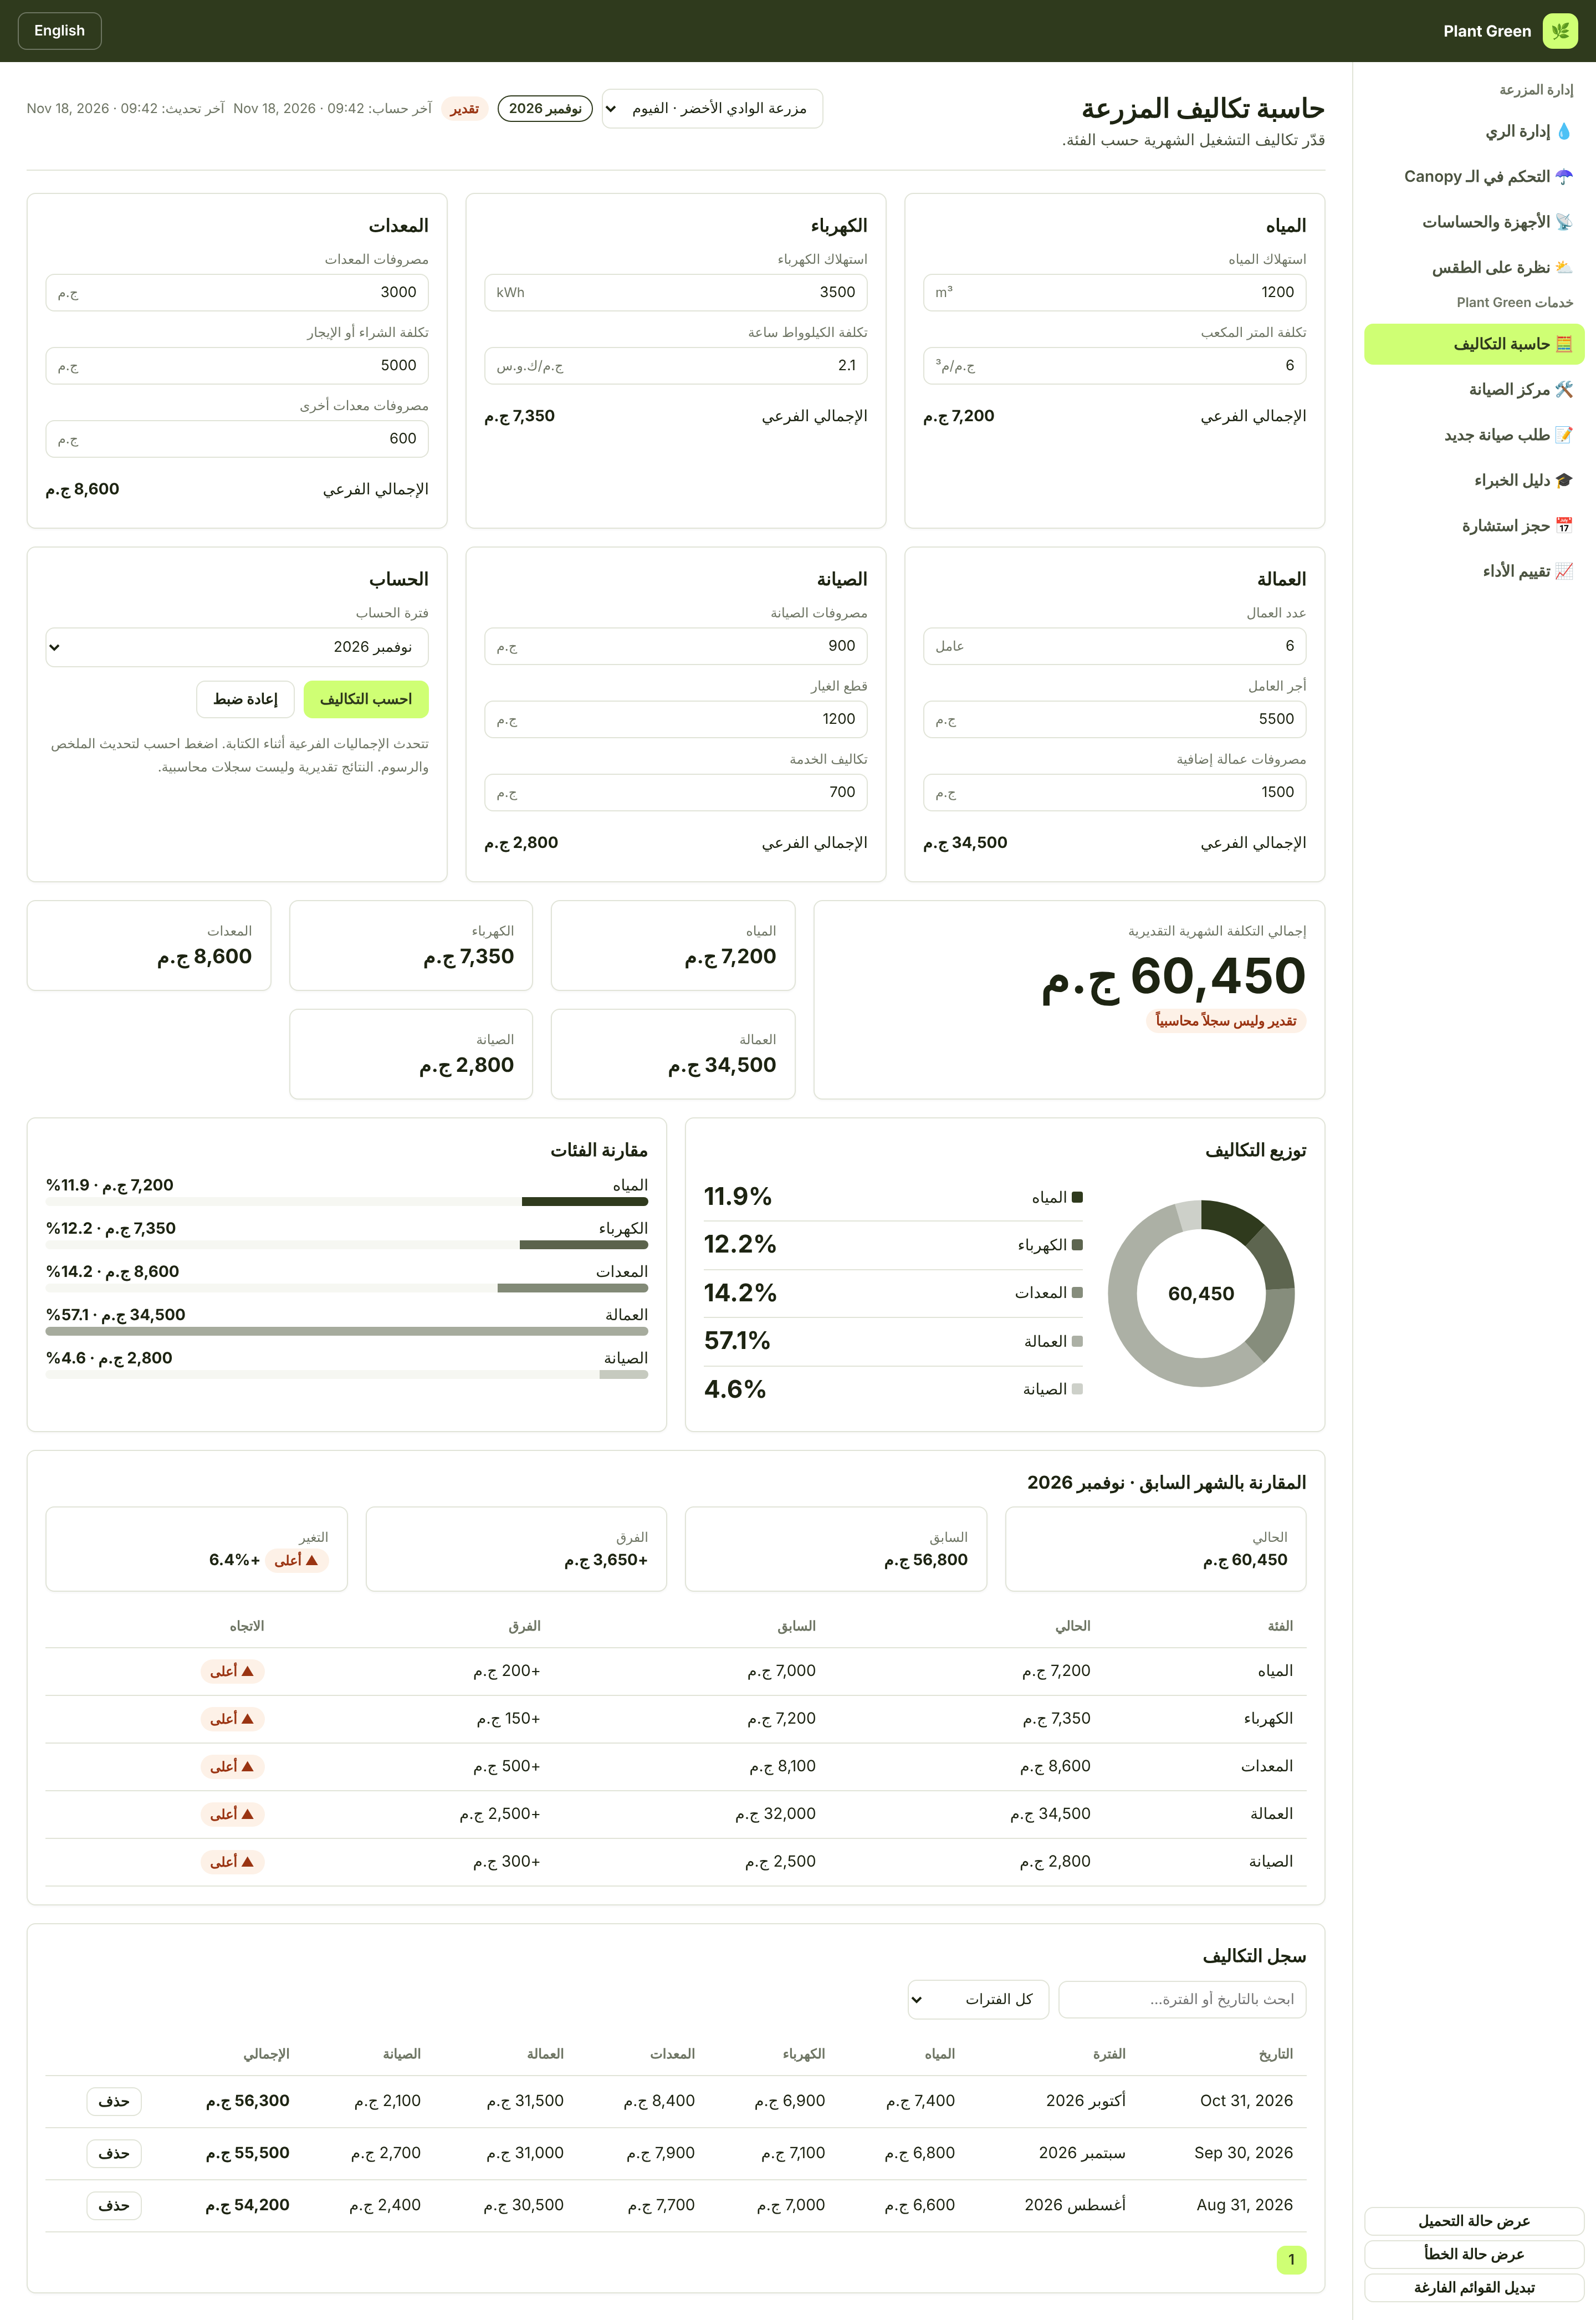 Plant Green
English
إدارة المزرعة
إدارة الري
التحكم في الـ Canopy
الأجهزة والحساسات
نظرة على الطقس
خدمات Plant Green
حاسبة التكاليف
مركز الصيانة
طلب صيانة جديد
دليل الخبراء
حجز استشارة
تقييم الأداء
عرض حالة التحميل
عرض حالة الخطأ
تبديل القوائم الفارغة
حاسبة تكاليف المزرعة
قدّر تكاليف التشغيل الشهرية حسب الفئة.
مزرعة الوادي الأخضر · الفيوم
نوفمبر 2026
تقدير
آخر حساب: Nov 18, 2026 · 09:42
آخر تحديث: Nov 18, 2026 · 09:42
المياه
استهلاك المياه
1200 m³
تكلفة المتر المكعب
6 ج.م/م³
الإجمالي الفرعي 7,200 ج.م
الكهرباء
استهلاك الكهرباء
3500 kWh
تكلفة الكيلوواط ساعة
2.1 ج.م/ك.و.س
الإجمالي الفرعي 7,350 ج.م
المعدات
مصروفات المعدات
3000 ج.م
تكلفة الشراء أو الإيجار
5000 ج.م
مصروفات معدات أخرى
600 ج.م
الإجمالي الفرعي 8,600 ج.م
العمالة
عدد العمال
6 عامل
أجر العامل
5500 ج.م
مصروفات عمالة إضافية
1500 ج.م
الإجمالي الفرعي 34,500 ج.م
الصيانة
مصروفات الصيانة
900 ج.م
قطع الغيار
1200 ج.م
تكاليف الخدمة
700 ج.م
الإجمالي الفرعي 2,800 ج.م
الحساب
فترة الحساب
نوفمبر 2026
احسب التكاليف
إعادة ضبط
تتحدث الإجماليات الفرعية أثناء الكتابة. اضغط احسب لتحديث الملخص
والرسوم. النتائج تقديرية وليست سجلات محاسبية.
إجمالي التكلفة الشهرية التقديرية
60,450 ج.م
تقدير وليس سجلاً محاسبياً
المياه
7,200 ج.م
الكهرباء
7,350 ج.م
المعدات
8,600 ج.م
العمالة
34,500 ج.م
الصيانة
2,800 ج.م
توزيع التكاليف
60,450
المياه 11.9%
الكهرباء 12.2%
المعدات 14.2%
العمالة 57.1%
الصيانة 4.6%
مقارنة الفئات
المياه 7,200 ج.م · 11.9%
الكهرباء 7,350 ج.م · 12.2%
المعدات 8,600 ج.م · 14.2%
العمالة 34,500 ج.م · 57.1%
الصيانة 2,800 ج.م · 4.6%
المقارنة بالشهر السابق · نوفمبر 2026
الحالي
60,450 ج.م
السابق
56,800 ج.م
الفرق
+3,650 ج.م
التغير
▲ أعلى +6.4%
الفئة الحالي السابق الفرق الاتجاه
المياه 7,200 ج.م 7,000 ج.م +200 ج.م ▲ أعلى
الكهرباء 7,350 ج.م 7,200 ج.م +150 ج.م ▲ أعلى
المعدات 8,600 ج.م 8,100 ج.م +500 ج.م ▲ أعلى
العمالة 34,500 ج.م 32,000 ج.م +2,500 ج.م ▲ أعلى
الصيانة 2,800 ج.م 2,500 ج.م +300 ج.م ▲ أعلى
سجل التكاليف
ابحث بالتاريخ أو الفترة...
كل الفترات
التاريخ الفترة المياه الكهرباء المعدات العمالة الصيانة الإجمالي
Oct 31, 2026 أكتوبر 2026 7,400 ج.م 6,900 ج.م 8,400 ج.م 31,500 ج.م 2,100 ج.م 56,300 ج.م حذف
Sep 30, 2026 سبتمبر 2026 6,800 ج.م 7,100 ج.م 7,900 ج.م 31,000 ج.م 2,700 ج.م 55,500 ج.م حذف
Aug 31, 2026 أغسطس 2026 6,600 ج.م 7,000 ج.م 7,700 ج.م 30,500 ج.م 2,400 ج.م 54,200 ج.م حذف
1